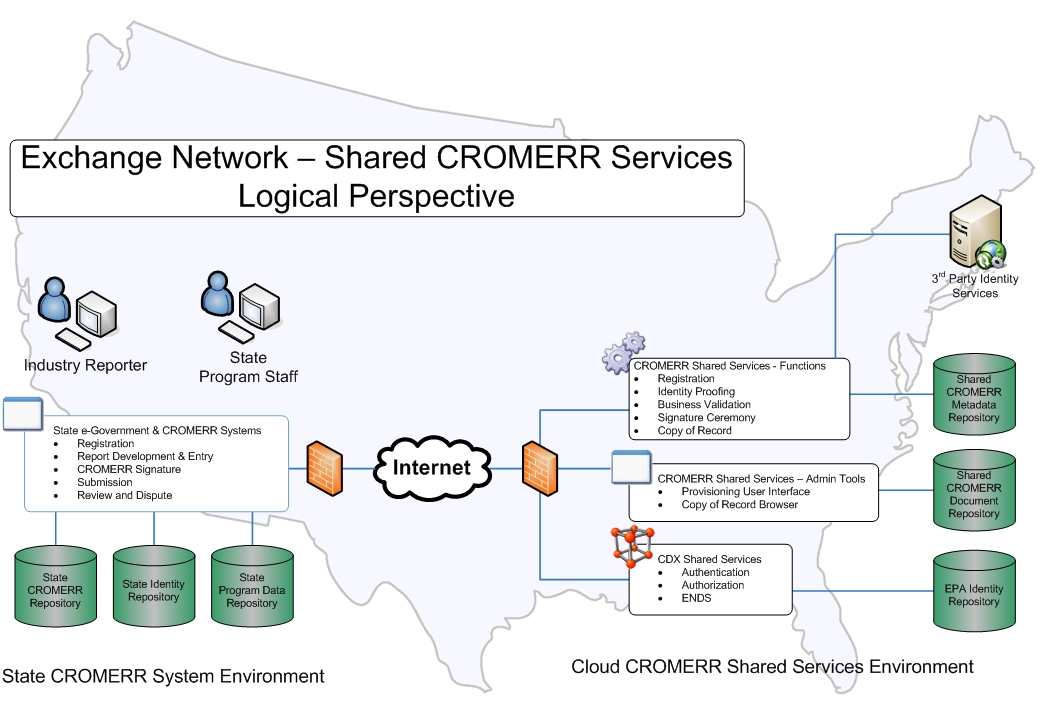 Exchange Network – Shared CROMERR Services
Logical Perspective
3rd Party Identity
Services
Industry Reporter
State
Program Staff
State e-Government & CROMERR Systems
• Registration
• Report Development & Entry
• CROMERR Signature
• Submission
• Review and Dispute
Internet
CROMERR Shared Services - Functions
• Registration
• Identity Proofing
• Business Validation
• Signature Ceremony
• Copy of Record
Shared
CROMERR
Metadata
Repository
CROMERR Shared Services – Admin Tools
• Provisioning User Interface
• Copy of Record Browser
Shared
CROMERR
Document
Repository
CDX Shared Services
• Authentication
• Authorization
• ENDS
EPA Identity
Repository
State
CROMERR
Repository
State Identity
Repository
State
Program Data
Repository
State CROMERR System Environment
Cloud CROMERR Shared Services Environment